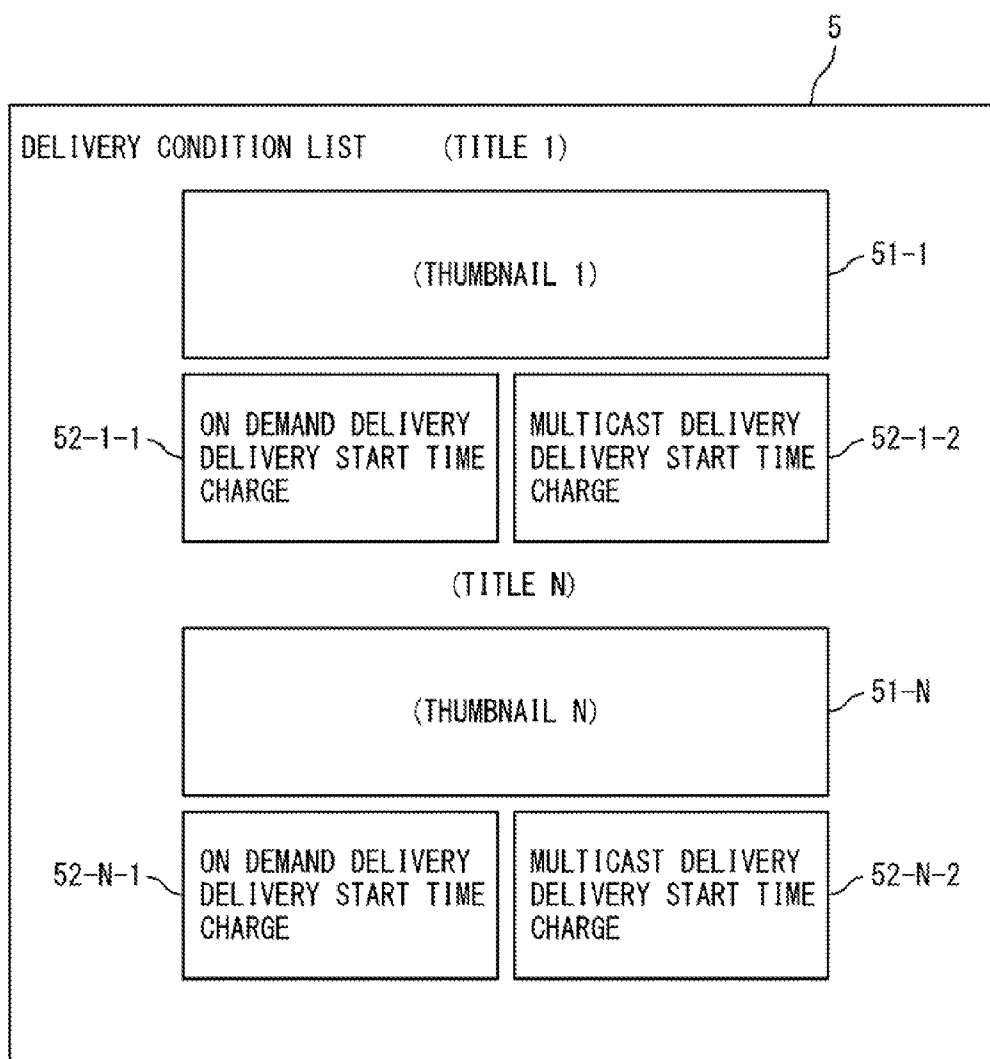 5
DELIVERY CONDITION LIST (TITLE 1)
(THUMBNAIL 1)
51-1
52-1-1
ON DEMAND DELIVERY
DELIVERY START TIME
CHARGE
MULTICAST DELIVERY
DELIVERY START TIME
CHARGE
52-1-2
(TITLE N)
(THUMBNAIL N)
51-N
52-N-1
ON DEMAND DELIVERY
DELIVERY START TIME
CHARGE
MULTICAST DELIVERY
DELIVERY START TIME
CHARGE
52-N-2